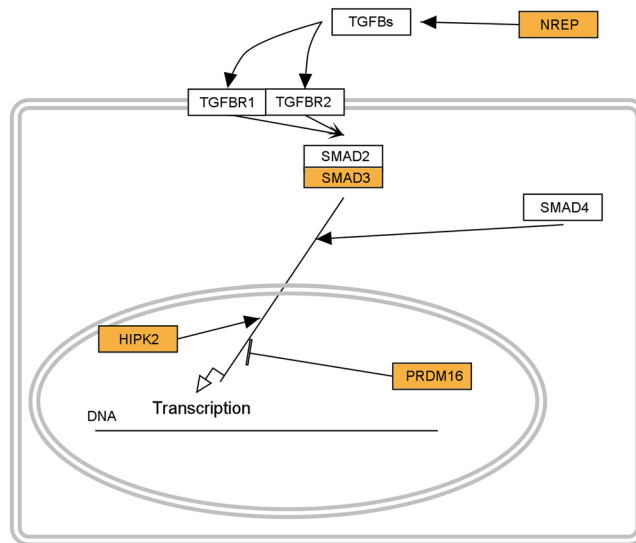 TGFBs
NREP
TGFBR1
TGFBR2
SMAD2
SMAD3
SMAD4
HIPK2
PRDM16
Transcription
DNA